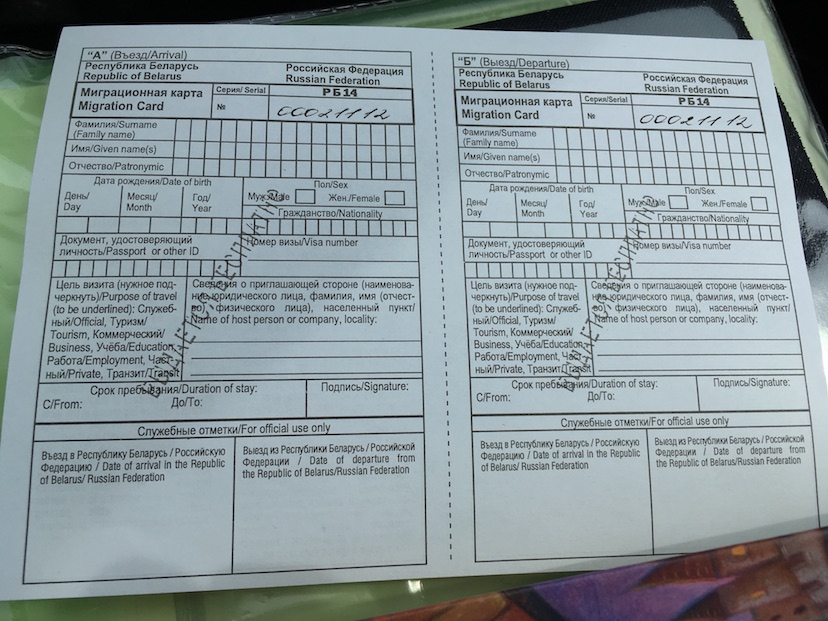 "А" (Въезд/Arrival)
Республика Беларусь
Republic of Belarus
Российская Федерация
Russian Federation
Миграционная карта
Migration Card
Серия/ Serial
РБ14
№
00021112
Фамилия/Surname
(Family name)
Имя/Given name(s)
Отчество/Patronymic
Дата рождения/Date of birth
Пол/Sex
День/
Day
Месяц/
Month
Год/
Year
Муж./Male
Жен./Female
Гражданство/Nationality
Документ, удостоверяющий
личность/Passport or other ID
Номер визы/Visa number
Цель визита (нужное под-
черкнуть)/Purpose of travel
(to be underlined): Служеб-
ный/Official, Туризм/
Tourism, Коммерческий/
Business, Учёба/Education,
Работа/Employment, Част-
ный/Private, Транзит/Transit
Сведения о приглашающей стороне (наименова-
ние юридического лица, фамилия, имя (отчест-
во) физического лица), населенный пункт/
Name of host person or company, locality:
ВЫДАЕТСЯ БЕСПЛАТНО
Срок пребывания/Duration of stay:
С/From:
До/To:
Подпись/Signature:
Служебные отметки/For official use only
Въезд в Республику Беларусь / Российскую
Федерацию / Date of arrival in the Republic
of Belarus/ Russian Federation
Выезд из Республики Беларусь / Российской
Федерации / Date of departure from
the Republic of Belarus/Russian Federation
"Б" (Выезд/Departure)
Республика Беларусь
Republic of Belarus
Российская Федерация
Russian Federation
Миграционная карта
Migration Card
Серия/Serial
РБ14
№
00021112
Фамилия/Surname
(Family name)
Имя/Given name(s)
Отчество/Patronymic
Дата рождения/Date of birth
Пол/Sex
День/
Day
Месяц/
Month
Год/
Year
Муж./Male
Жен./Female
Гражданство/Nationality
Документ, удостоверяющий
личность/Passport or other ID
Номер визы/Visa number
Цель визита (нужное под-
черкнуть)/Purpose of travel
(to be underlined): Служеб-
ный/Official, Туризм/
Tourism, Коммерческий/
Business, Учёба/Education,
Работа/Employment, Част-
ный/Private, Транзит/Transit
Сведения о приглашающей стороне (наименова-
ние юридического лица, фамилия, имя (отчест-
во) физического лица), населенный пункт/
Name of host person or company, locality:
ВЫДАЕТСЯ БЕСПЛАТНО
Срок пребывания/Duration of stay:
С/From:
До/To:
Подпись/Signature:
Служебные отметки/For official use only
Въезд в Республику Беларусь / Российскую
Федерацию / Date of arrival in the Republic
of Belarus/ Russian Federation
Выезд из Республики Беларусь / Российской
Федерации / Date of departure from
the Republic of Belarus/Russian Federation